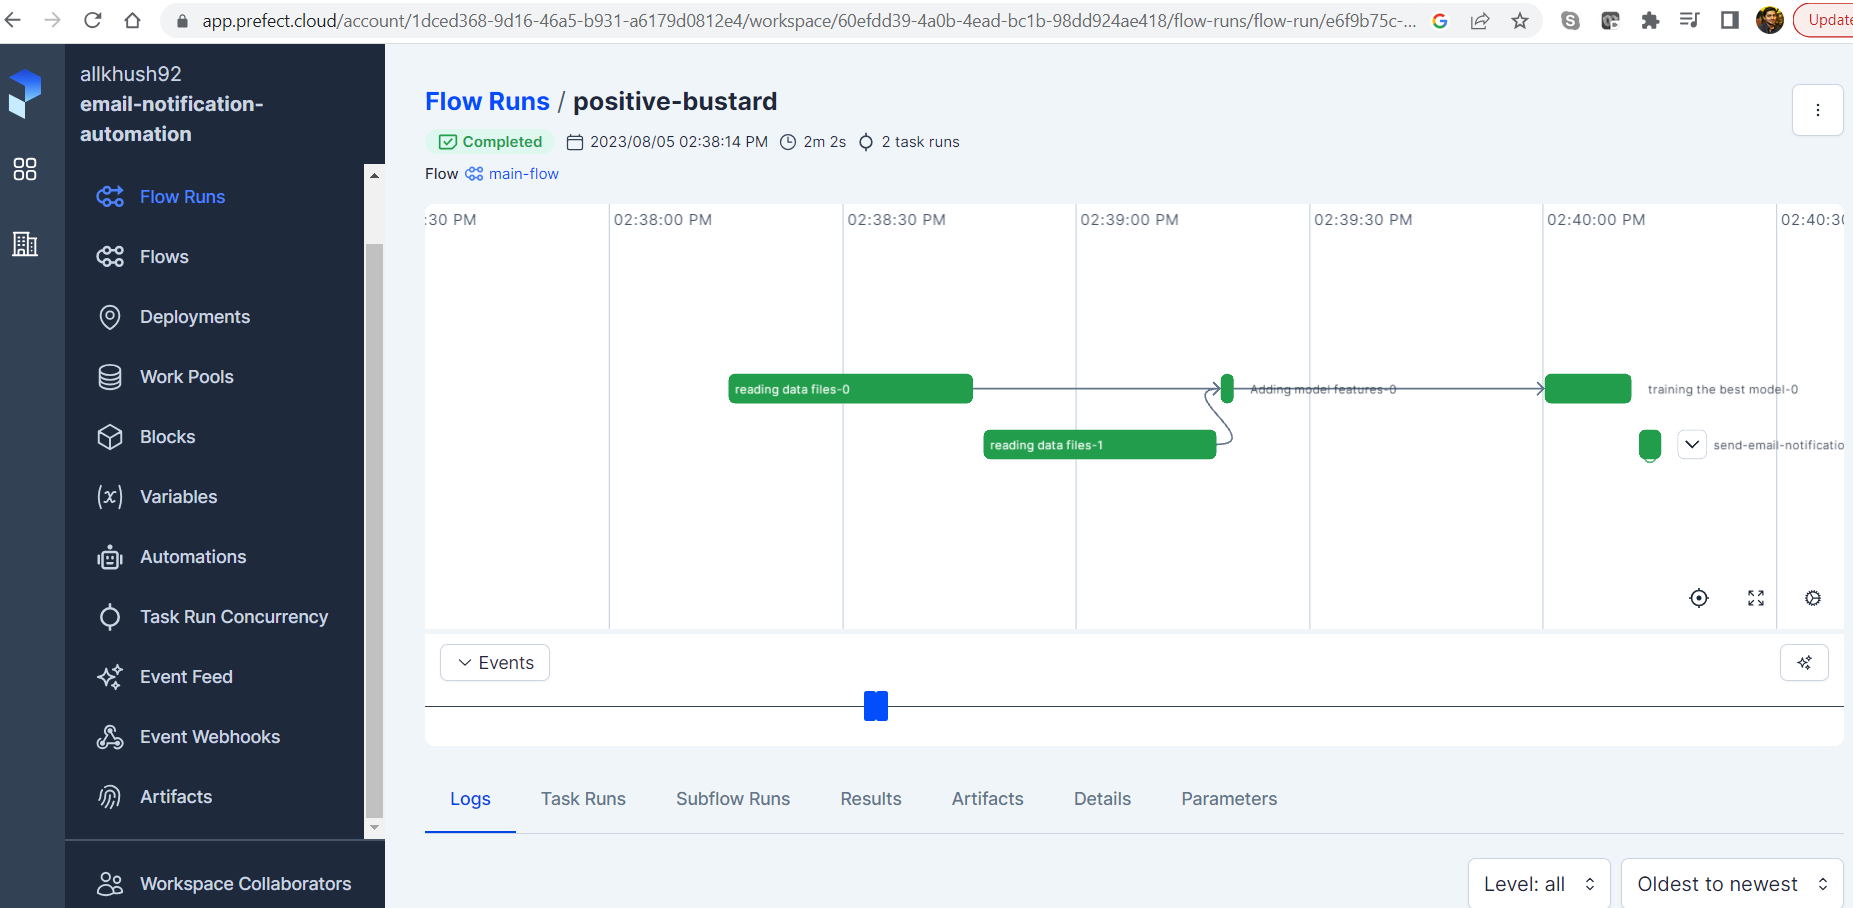 app.prefect.cloud/account/1dced368-9d16-46a5-b931-a6179d0812e4/workspace/60efdd39-4a0b-4ead-bc1b-98dd924ae418/flow-runs/flow-run/e6f9b75c-...
Update
allkhush92
email-notification-
automation
Flow Runs
Flows
Deployments
Work Pools
Blocks
Variables
Automations
Task Run Concurrency
Event Feed
Event Webhooks
Artifacts
Workspace Collaborators
Flow Runs / positive-bustard
Completed 2023/08/05 02:38:14 PM 2m 2s 2 task runs
Flow main-flow
:30 PM 02:38:00 PM 02:38:30 PM 02:39:00 PM 02:39:30 PM 02:40:00 PM 02:40:30
reading data files-0 Adding model features-0 training the best model-0
reading data files-1 send-email-notificatio
Events
Logs Task Runs Subflow Runs Results Artifacts Details Parameters
Level: all Oldest to newest